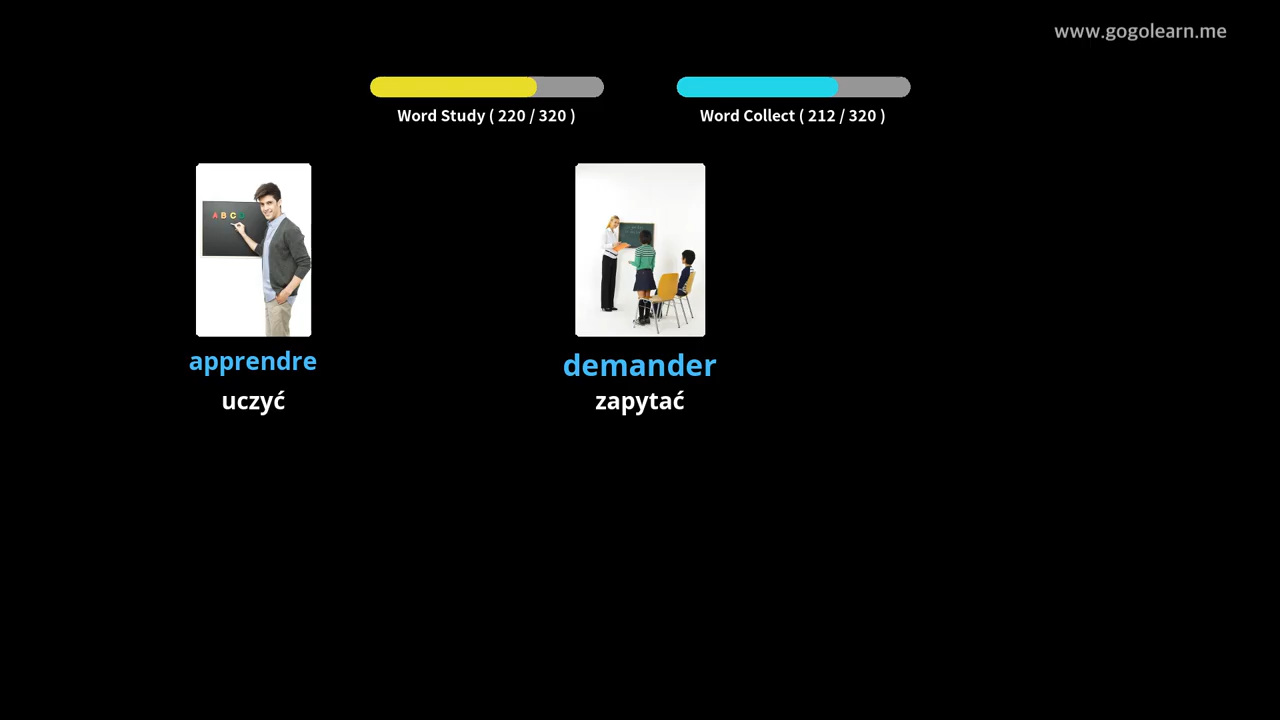 www.gogolearn.me
Word Study ( 220 / 320 )
Word Collect ( 212 / 320 )
A B C D
apprendre
demander
uczyć
zapytać